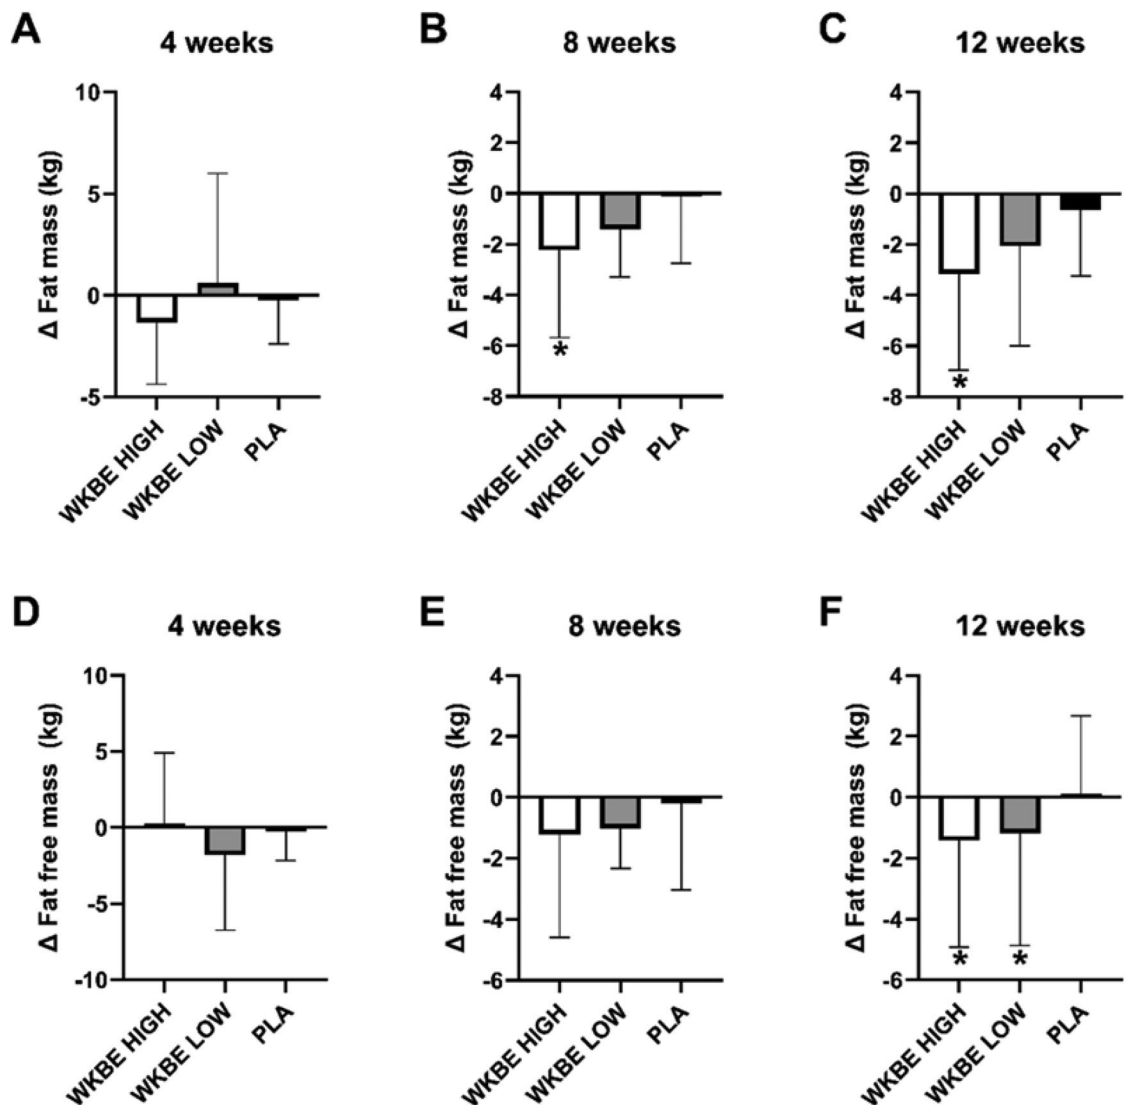 A
4 weeks
B
8 weeks
C
12 weeks
Δ Fat mass (kg)
10
5
0
-5
WKBE HIGH
WKBE LOW
PLA
Δ Fat mass (kg)
4
2
0
-2
-4
-6
-8
*
WKBE HIGH
WKBE LOW
PLA
Δ Fat mass (kg)
4
2
0
-2
-4
-6
-8
*
WKBE HIGH
WKBE LOW
PLA
D
4 weeks
E
8 weeks
F
12 weeks
Δ Fat free mass (kg)
10
5
0
-5
-10
WKBE HIGH
WKBE LOW
PLA
Δ Fat free mass (kg)
4
2
0
-2
-4
-6
WKBE HIGH
WKBE LOW
PLA
Δ Fat free mass (kg)
4
2
0
-2
-4
-6
*
*
WKBE HIGH
WKBE LOW
PLA